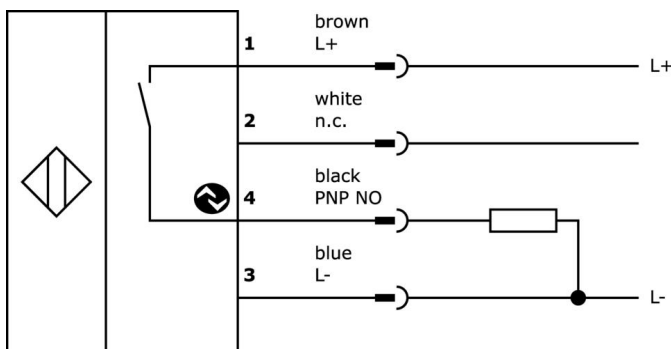 brown
1 L+ L+
white
2 n.c.
black
4 PNP NO
blue
3 L- L-